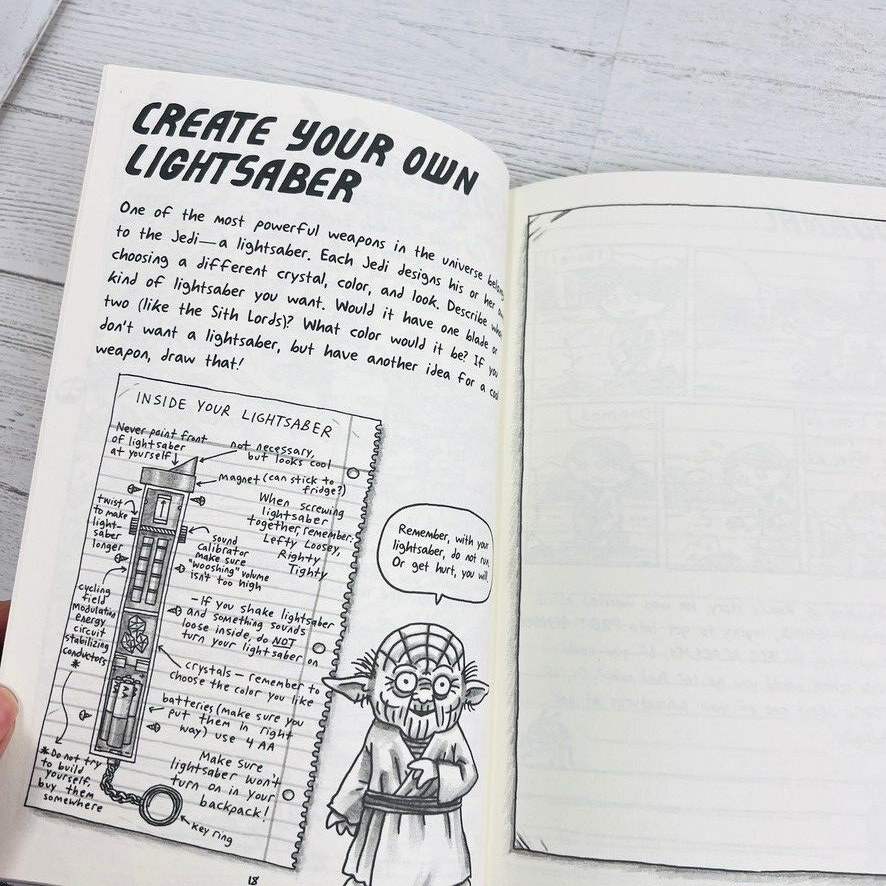 CREATE YOUR OWN
LIGHTSABER
One of the most powerful weapons in the universe belong
to the Jedi—a lightsaber. Each Jedi designs his or her own
choosing a different crystal, color, and look. Describe what
kind of lightsaber you want. Would it have one blade or
two (like the Sith Lords)? What color would it be? If you
don't want a lightsaber, but have another idea for a cool
weapon, draw that!
INSIDE YOUR LIGHTSABER
Never point front
of lightsaber
at yourself
not necessary,
but looks cool
magnet (can stick to
fridge?)
When screwing
lightsaber
together, remember:
Lefty Loosey,
Righty
Tighty
twist
to make
light-
saber
longer
sound
calibrator
make sure
"wooshing" volume
isn't too high
cycling
field
modulating
energy
circuit
stabilizing
conductors
*
-If you shake lightsaber
and something sounds
loose inside, do NOT
turn your lightsaber on
crystals - remember to
choose the color you like
batteries (make sure you
put them in right
way) use 4 AA
Make sure
lightsaber won't
turn on in your
backpack!
*Do not try
to build
yourself,
buy them
somewhere
key ring
Remember, with your
lightsaber, do not run.
Or get hurt, you will.
18